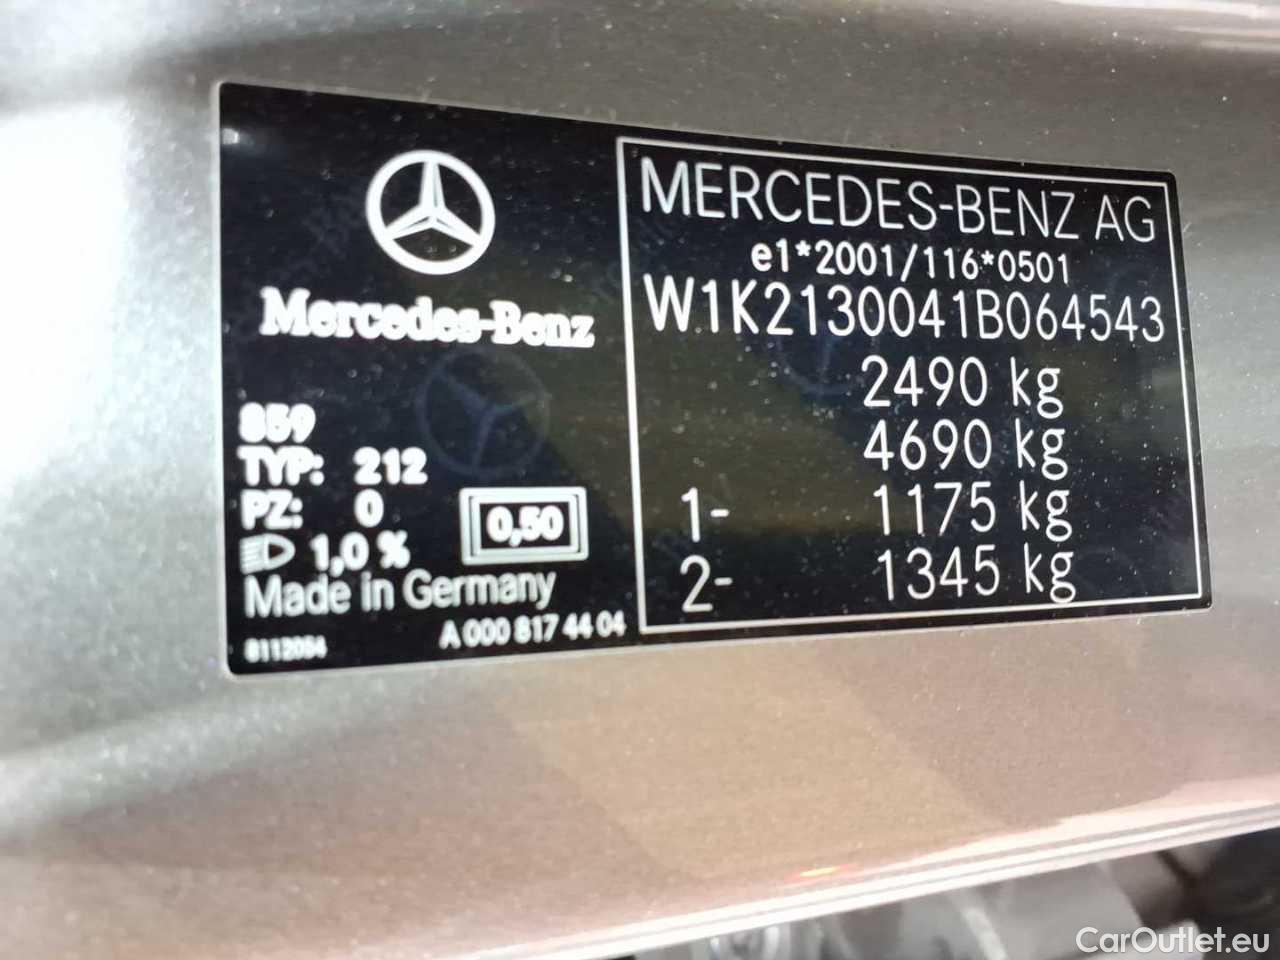 Mercedes-Benz
859
TYP: 212
PZ: 0
1,0 %
0,50
Made in Germany
8112054
A 000 817 44 04
MERCEDES-BENZ AG
e1*2001/116*0501
W1K2130041B064543
2490 kg
4690 kg
1- 1175 kg
2- 1345 kg
CarOutlet.eu